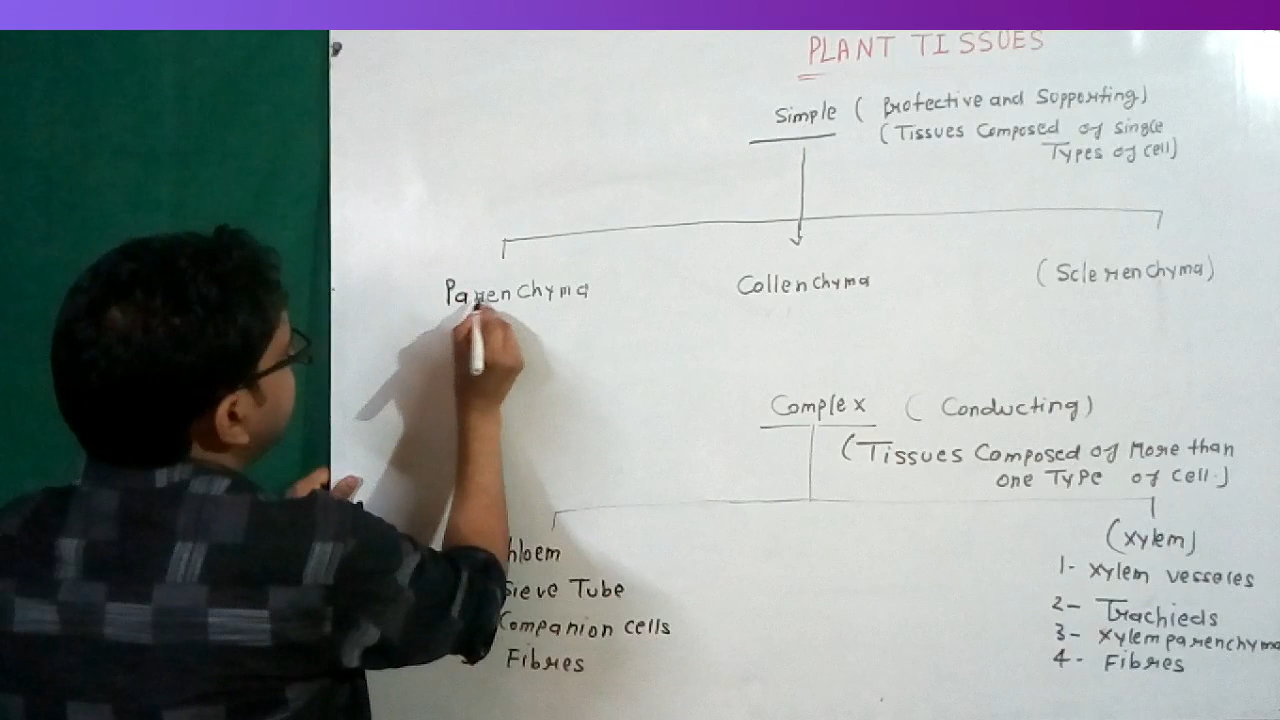 PLANT TISSUES
Simple ( Protective and Supporting)
(Tissues Composed of single
Types of cell)
Parenchyma
Collenchyma
(Sclerenchyma)
Complex ( Conducting)
(Tissues Composed of More than
one Type of cell.)
hloem
Sieve Tube
Companion cells
Fibres
(xylem)
1- xylem vesseles
2- Trachieds
3- xylem parenchyma
4- Fibres